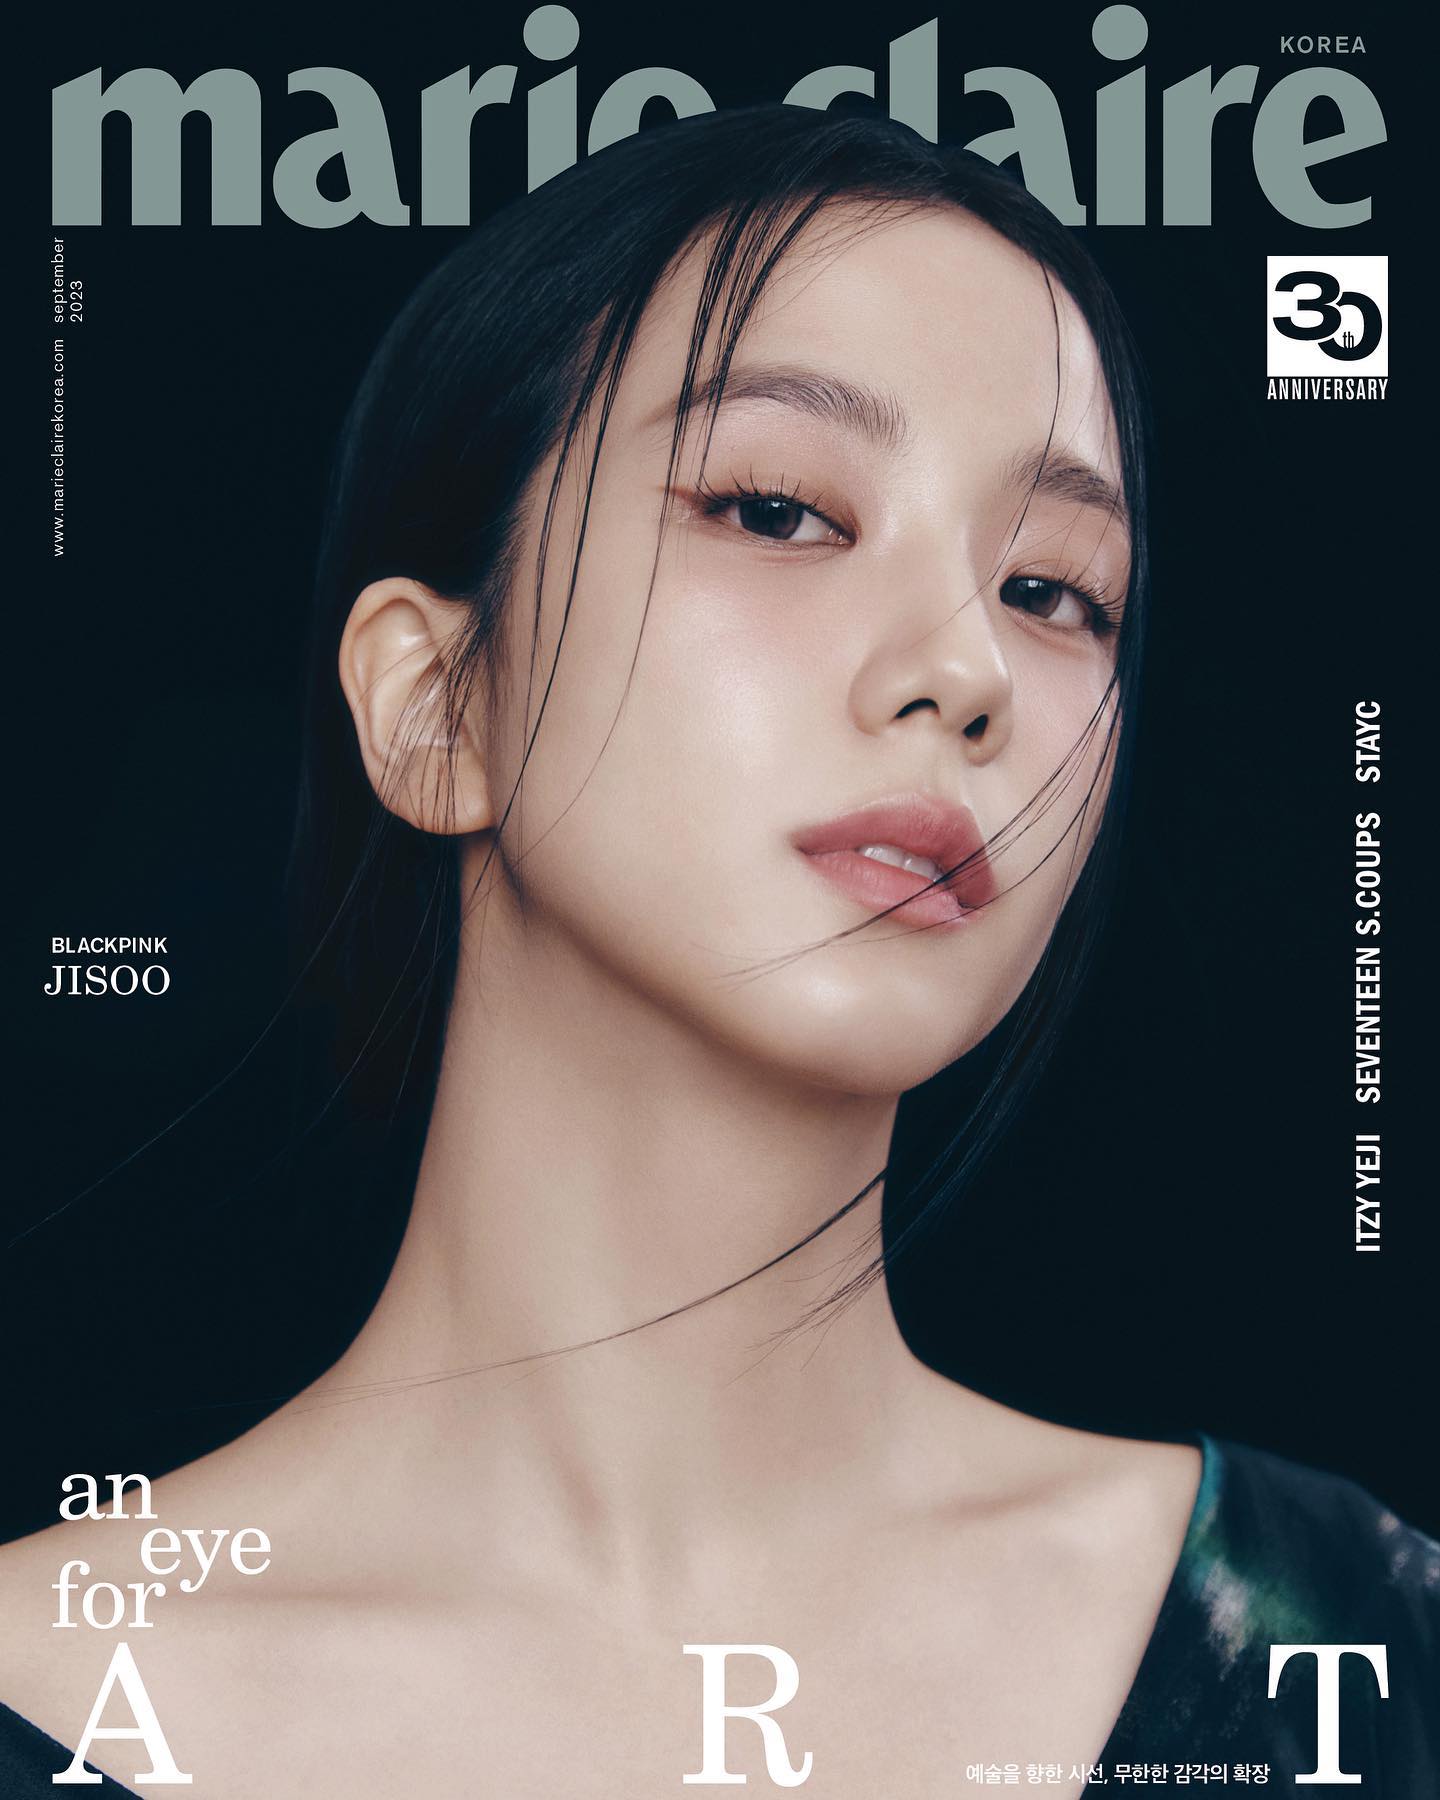 marie claire
KOREA
www.marieclairekorea.com september
2023
30th
ANNIVERSARY
BLACKPINK
JISOO
ITZY YEJI SEVENTEEN S.COUPS STAYC
an
eye
for
ART
예술을 향한 시선, 무한한 감각의 확장